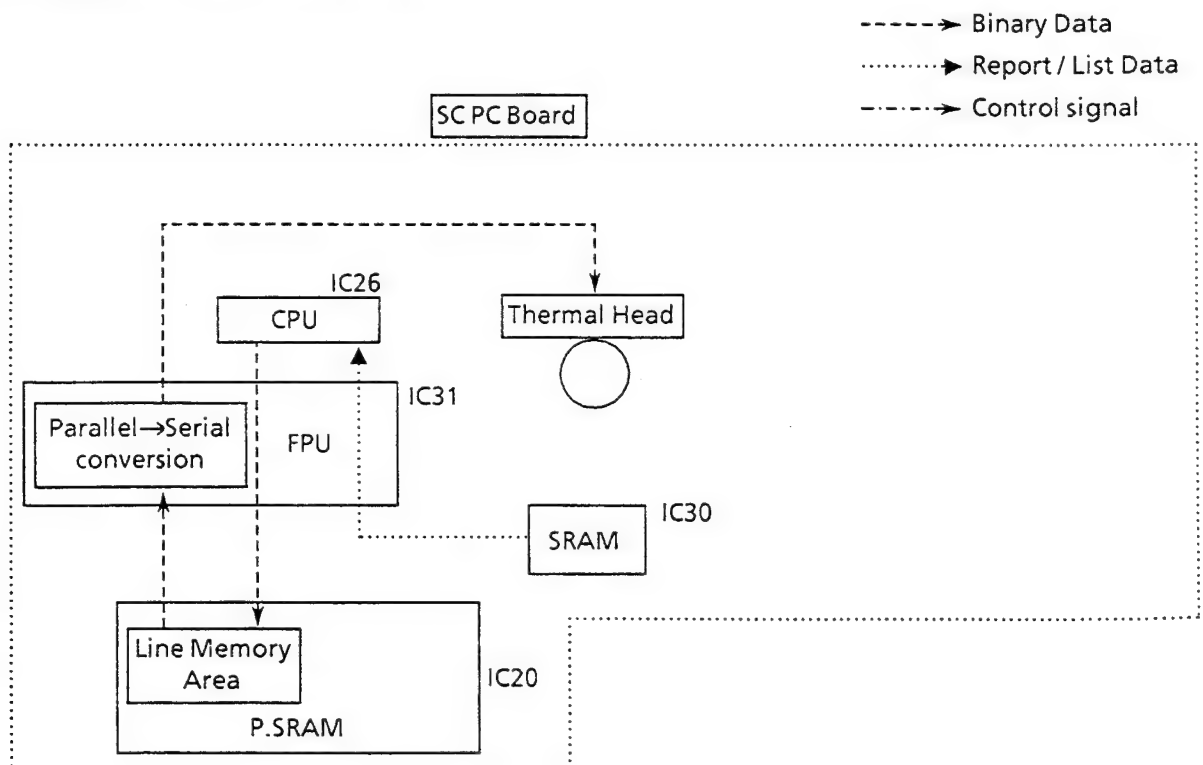 Binary Data
Report / List Data
Control signal
SC PC Board
IC26
CPU
Thermal Head
IC31
Parallel→Serial
conversion
FPU
IC30
SRAM
Line Memory
Area
IC20
P.SRAM